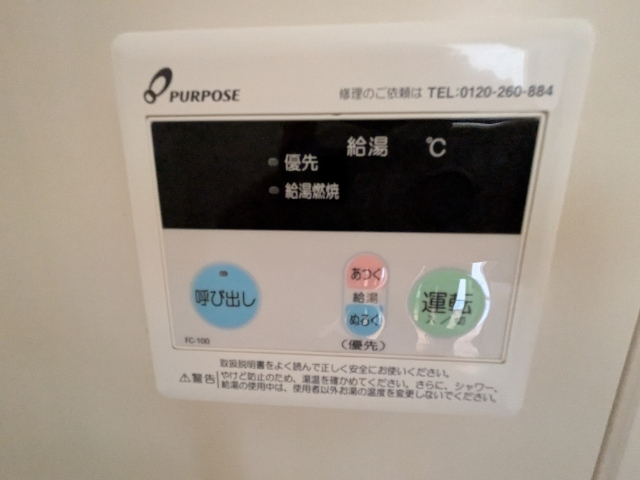 PURPOSE
修理のご依頼は TEL:0120-260-884
給湯 ℃
優先
給湯燃焼
呼び出し
あつく
給湯
ぬるく
(優先)
運転
入/切
FC-100
取扱説明書をよく読んで正しく安全にお使いください。
⚠警告
やけど防止のため、湯温を確かめてください。さらに、シャワー、
給湯の使用中は、使用者以外お湯の温度を変更しないでください。